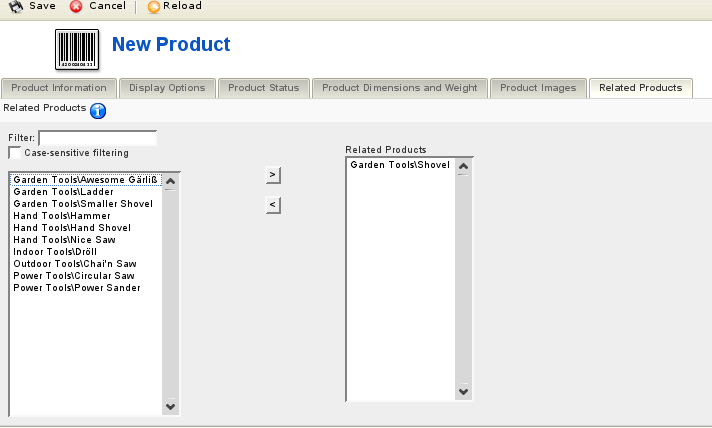 Save Cancel Reload
New Product
Product Information Display Options Product Status Product Dimensions and Weight Product Images Related Products
Related Products
Filter:
Case-sensitive filtering
Garden Tools\Awesome Gärliß
Garden Tools\Ladder
Garden Tools\Smaller Shovel
Hand Tools\Hammer
Hand Tools\Hand Shovel
Hand Tools\Nice Saw
Indoor Tools\Dröll
Outdoor Tools\Chai'n Saw
Power Tools\Circular Saw
Power Tools\Power Sander
>
<
Related Products
Garden Tools\Shovel